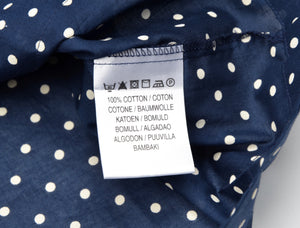 100% COTTON / COTON
COTONE / BAUMWOLLE
KATOEN / BOMULD
BOMULL / ALGADAO
ALGODON / PUUVILLA
BAMBAKI